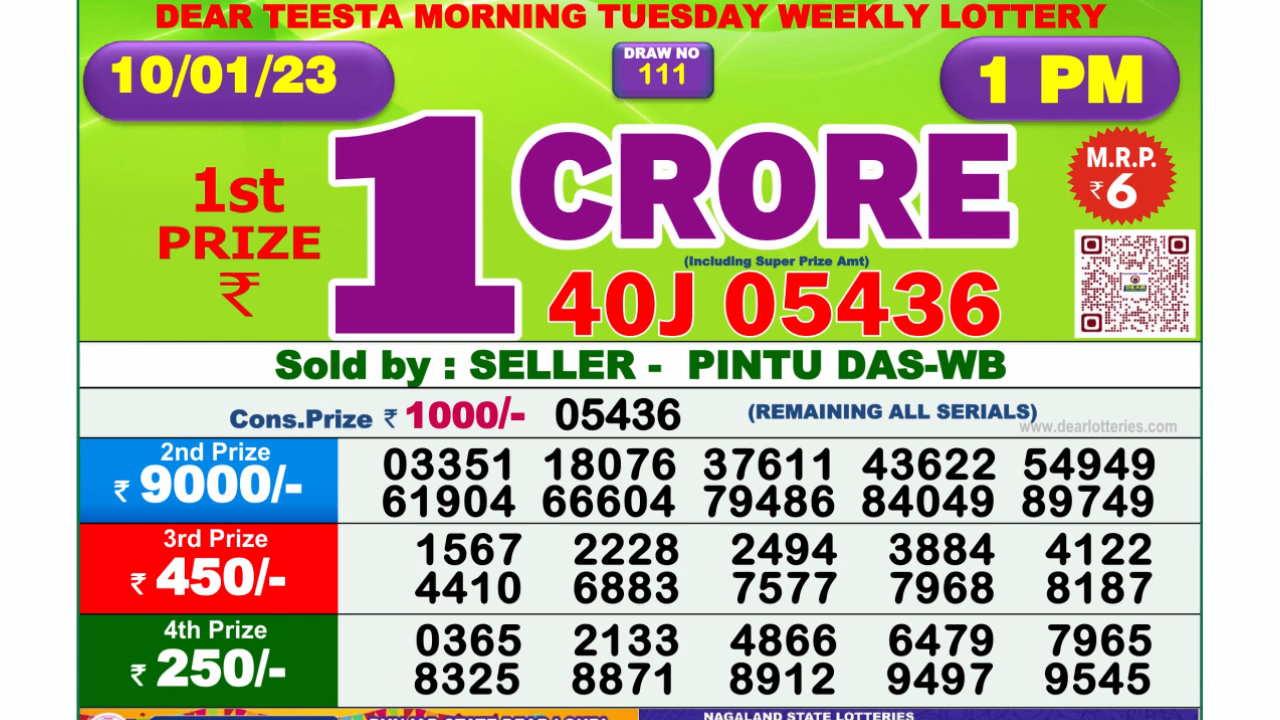 DEAR TEESTA MORNING TUESDAY WEEKLY LOTTERY
10/01/23
DRAW NO
111
1 PM
1st
PRIZE
₹
1 CRORE
(Including Super Prize Amt)
40J 05436
M.R.P.
₹ 6
Sold by : SELLER - PINTU DAS-WB
Cons.Prize ₹ 1000/- 05436 (REMAINING ALL SERIALS)
www.dearlotteries.com
2nd Prize
₹ 9000/-
03351 18076 37611 43622 54949
61904 66604 79486 84049 89749
3rd Prize
₹ 450/-
1567 2228 2494 3884 4122
4410 6883 7577 7968 8187
4th Prize
₹ 250/-
0365 2133 4866 6479 7965
8325 8871 8912 9497 9545
NAGALAND STATE LOTTERIES